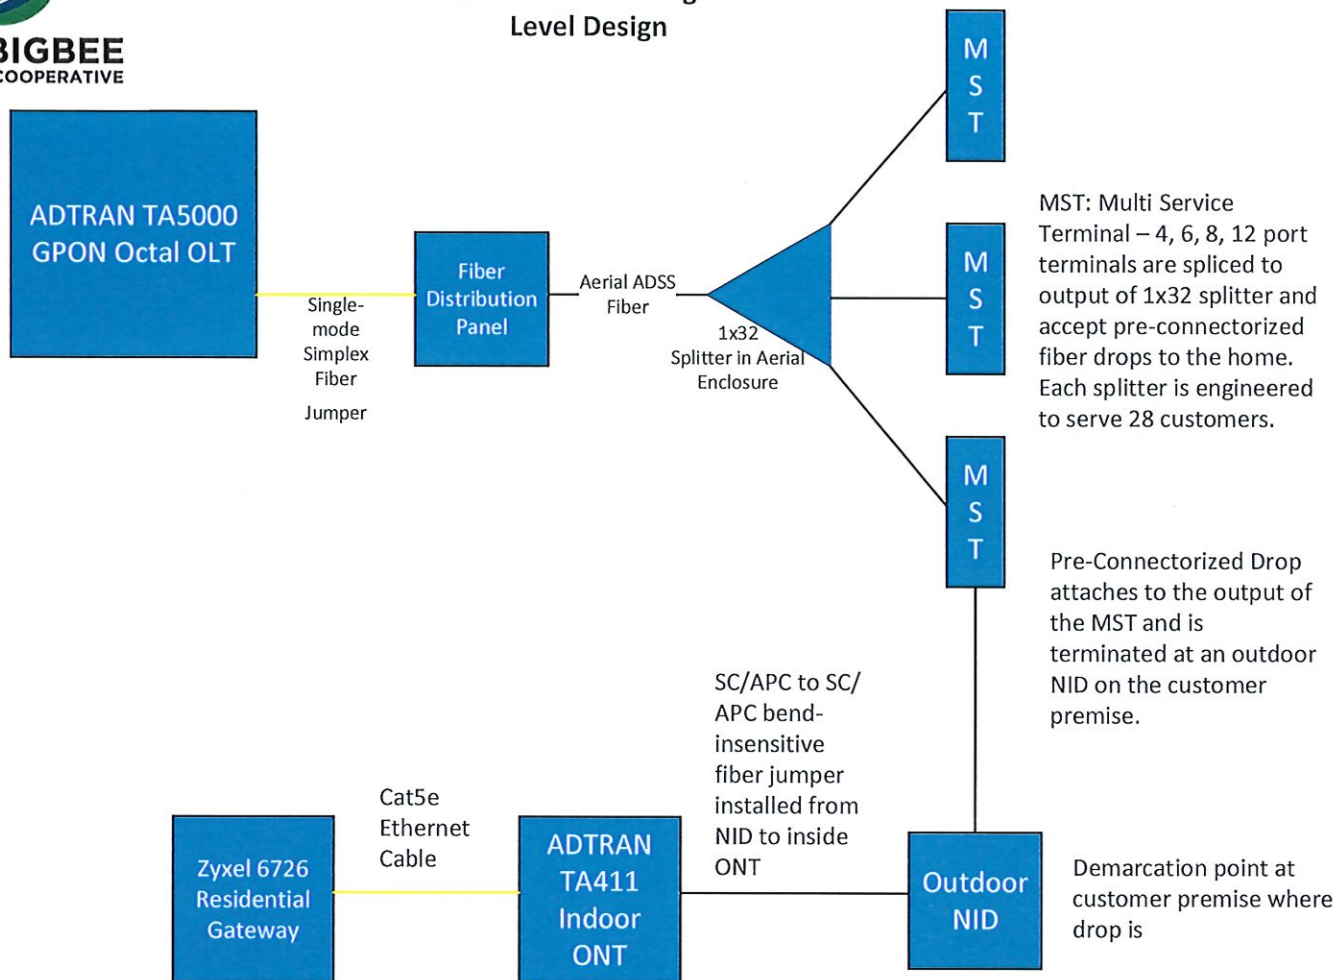 BIGBEE
COOPERATIVE
Level Design
ADTRAN TA5000
GPON Octal OLT
Single-
mode
Simplex
Fiber
Jumper
Fiber
Distribution
Panel
Aerial ADSS
Fiber
1x32
Splitter in Aerial
Enclosure
M
S
T
M
S
T
M
S
T
MST: Multi Service
Terminal – 4, 6, 8, 12 port
terminals are spliced to
output of 1x32 splitter and
accept pre-connectorized
fiber drops to the home.
Each splitter is engineered
to serve 28 customers.
Pre-Connectorized Drop
attaches to the output of
the MST and is
terminated at an outdoor
NID on the customer
premise.
SC/APC to SC/
APC bend-
insensitive
fiber jumper
installed from
NID to inside
ONT
Cat5e
Ethernet
Cable
Zyxel 6726
Residential
Gateway
ADTRAN
TA411
Indoor
ONT
Outdoor
NID
Demarcation point at
customer premise where
drop is